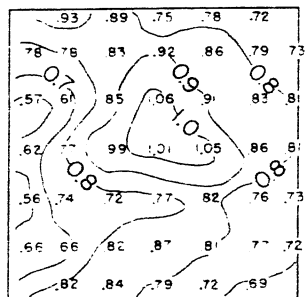 .93 .89 .75 .78 .72
.78 .78 .83 .92 .86 .79 .73
0.7 0.9 0.8
.57 .85 1.06 .91 .83
1.0
.62 .99 1.01 1.05 .86
0.8 0.8
.56 .74 .72 .77 .82 .76 .73
.66 .66 .82 .87 .81 .77 .72
.82 .84 .79 .72 .69